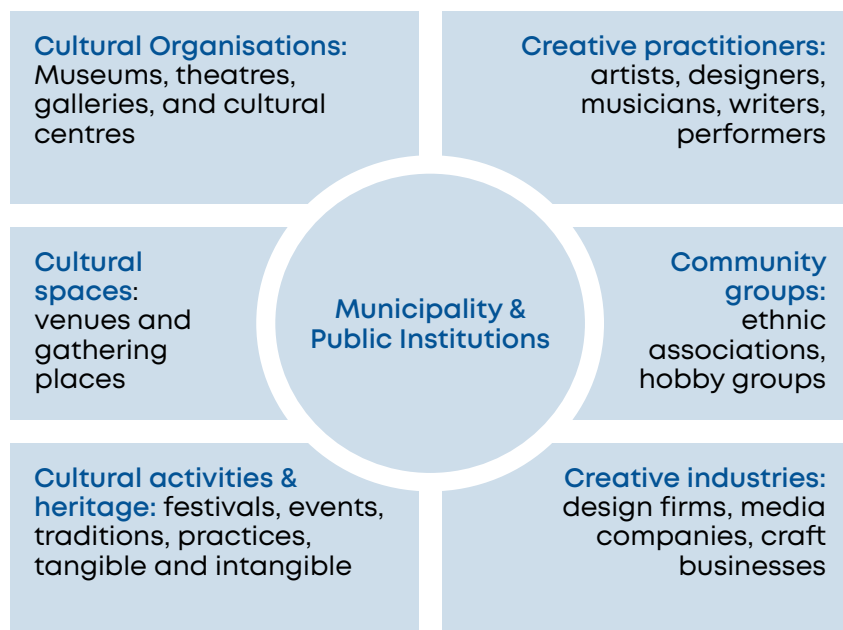 Cultural Organisations:
Museums, theatres,
galleries, and cultural
centres
Creative practitioners:
artists, designers,
musicians, writers,
performers
Cultural
spaces:
venues and
gathering
places
Municipality &
Public Institutions
Community
groups:
ethnic
associations,
hobby groups
Cultural activities &
heritage: festivals, events,
traditions, practices,
tangible and intangible
Creative industries:
design firms, media
companies, craft
businesses